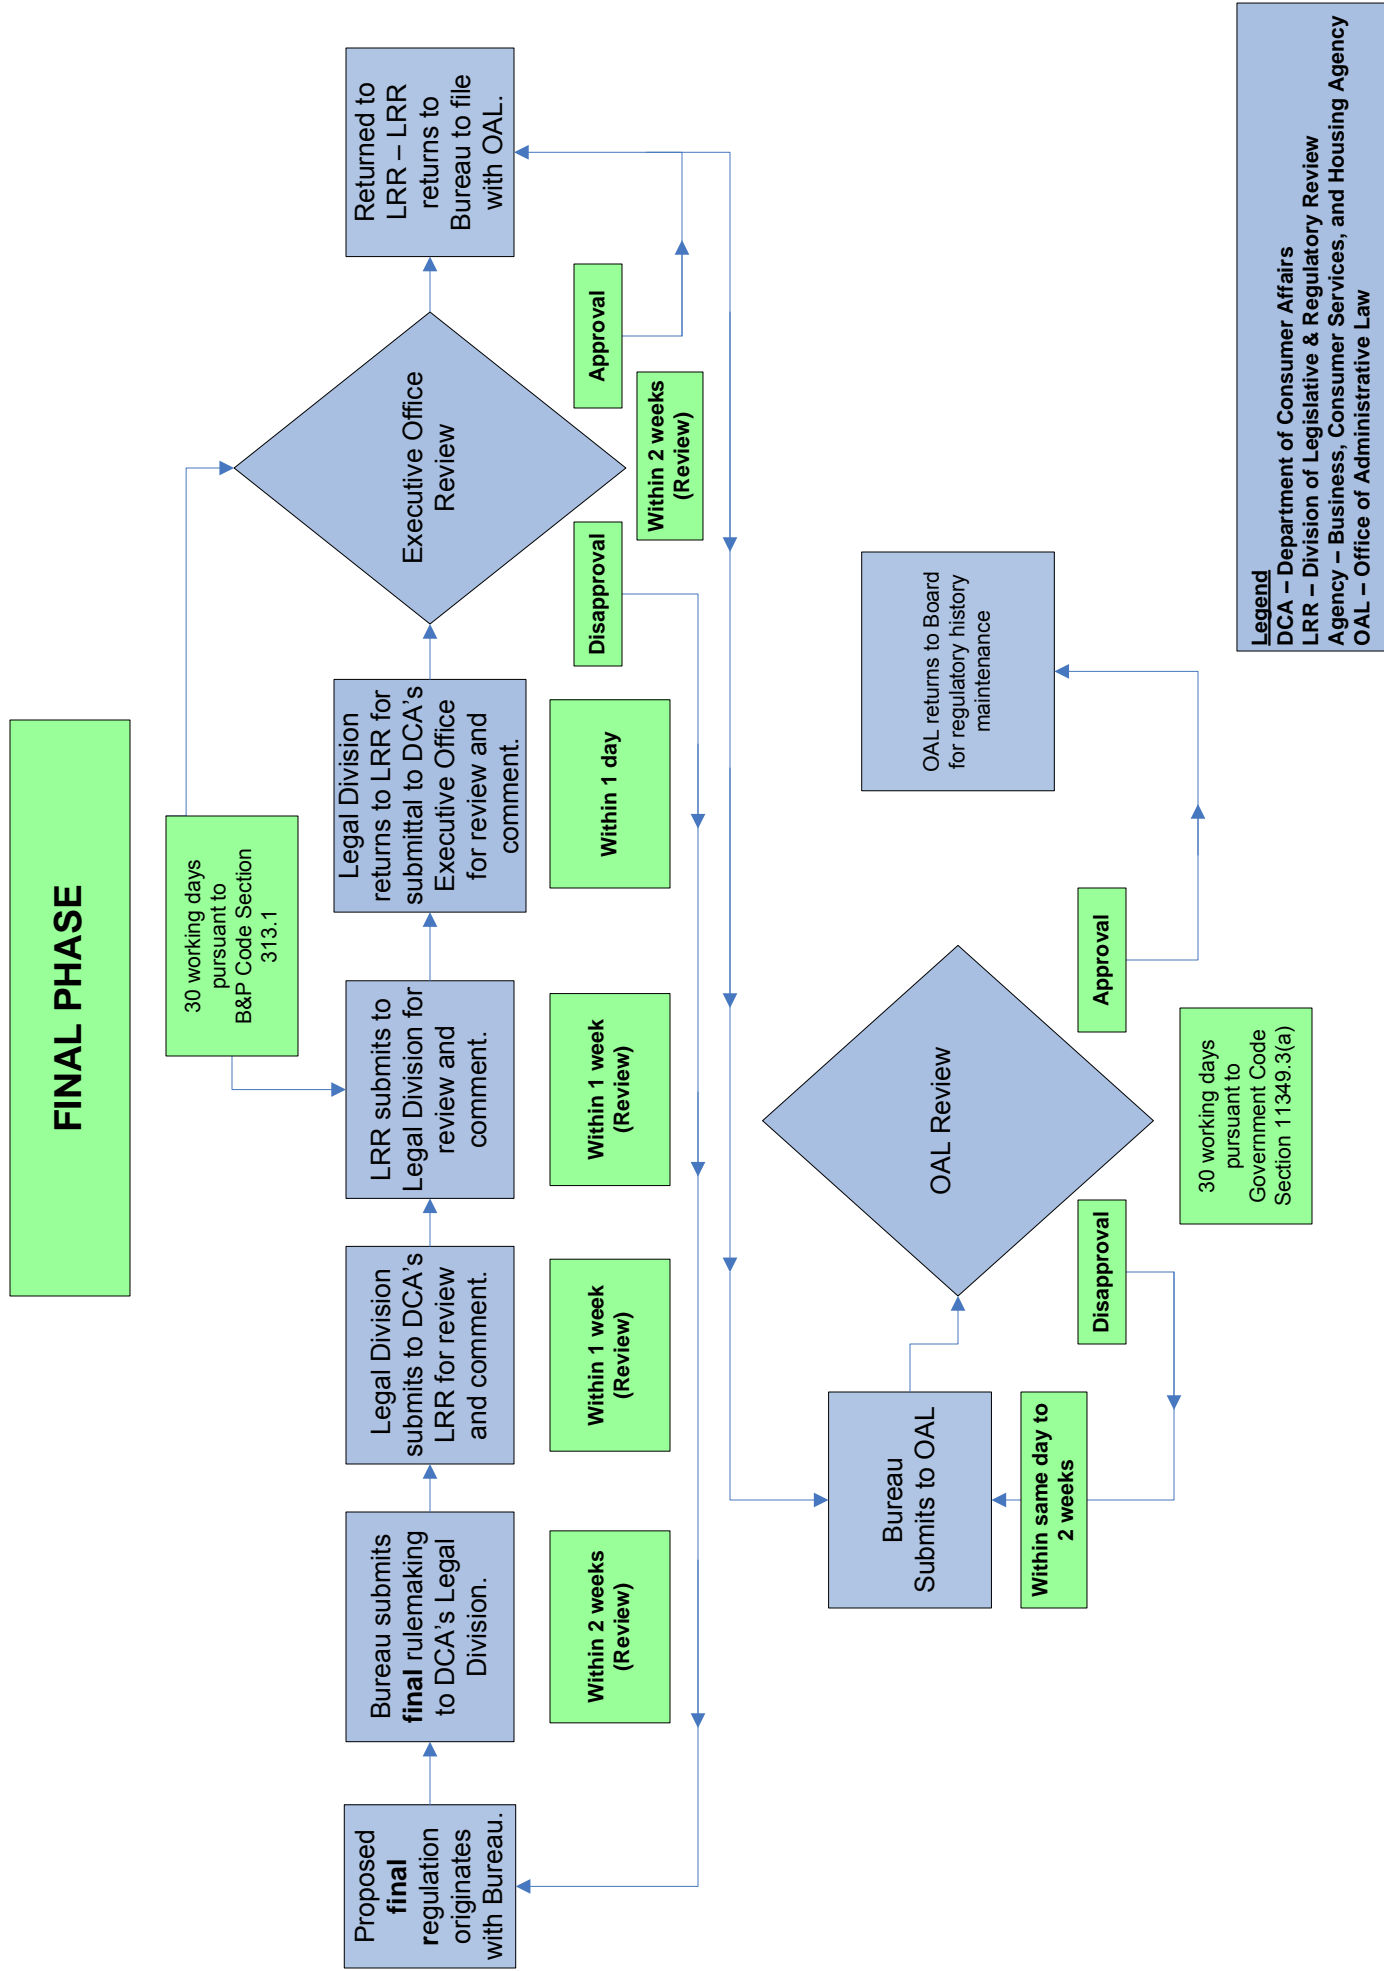 FINAL PHASE
30 working days
pursuant to
B&P Code Section
313.1
Proposed
final
regulation
originates
with Bureau.
Bureau submits
final rulemaking
to DCA’s Legal
Division.
Legal Division
submits to DCA’s
LRR for review
and comment.
LRR submits to
Legal Division for
review and
comment.
Legal Division
returns to LRR for
submittal to DCA’s
Executive Office
for review and
comment.
Executive Office
Review
Returned to
LRR – LRR
returns to
Bureau to file
with OAL.
Within 2 weeks
(Review)
Within 1 week
(Review)
Within 1 week
(Review)
Within 1 day
Disapproval
Approval
Within 2 weeks
(Review)
Bureau
Submits to OAL
OAL Review
OAL returns to Board
for regulatory history
maintenance
Within same day to
2 weeks
Disapproval
Approval
30 working days
pursuant to
Government Code
Section 11349.3(a)
Legend
DCA – Department of Consumer Affairs
LRR – Division of Legislative & Regulatory Review
Agency – Business, Consumer Services, and Housing Agency
OAL – Office of Administrative Law